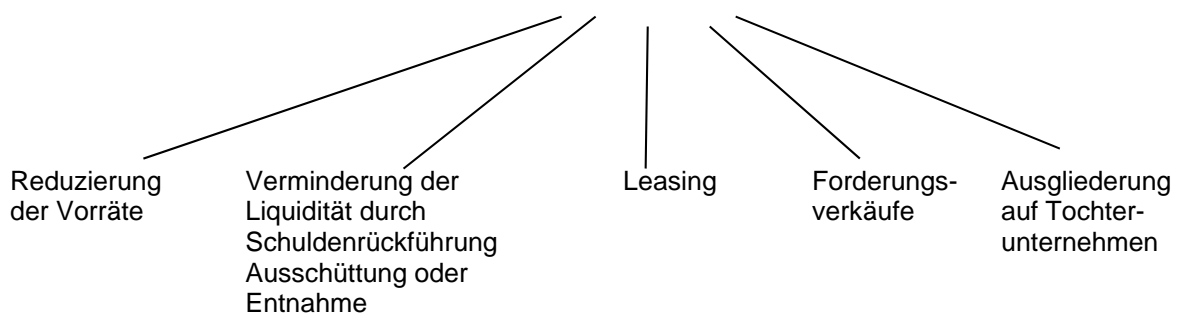 Reduzierung
der Vorräte
Verminderung der
Liquidität durch
Schuldenrückführung
Ausschüttung oder
Entnahme
Leasing
Forderungs-
verkäufe
Ausgliederung
auf Tochter-
unternehmen